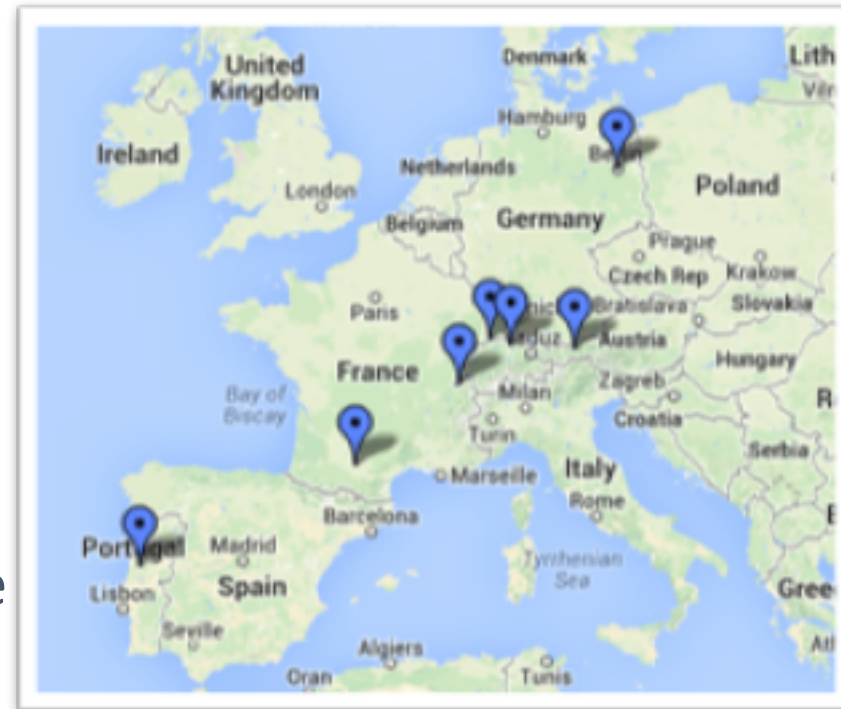 Denmark
Lith
United
Kingdom
Hamburg
Ireland
Netherlands
London
Poland
Belgium
Germany
Prague
Czech Rep
Krakow
Paris
Bratislava
Slovakia
Austria
France
Hungary
Bay of
Biscay
Milan
Zagreb
R
Turin
Croatia
Serbia
Marseille
Italy
Rome
Barcelona
Portugal
Madrid
Tyrrhenian
Sea
e
Lisbon
Spain
Gree
Seville
Algiers
Oran
Tunis